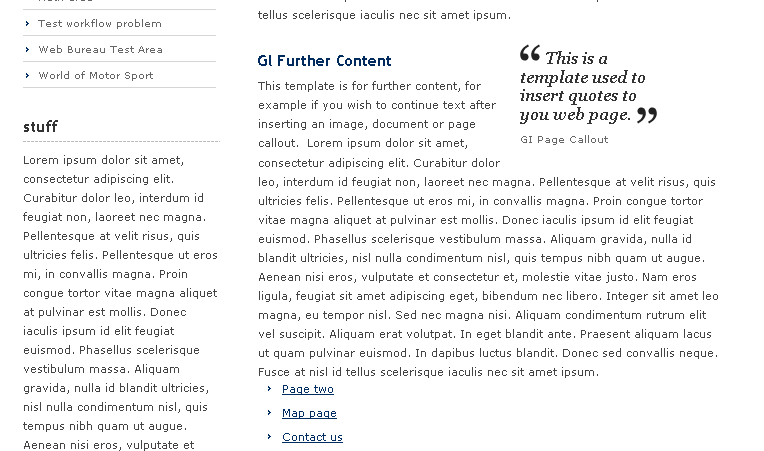 Test workflow problem
Web Bureau Test Area
World of Motor Sport
stuff
Lorem ipsum dolor sit amet,
consectetur adipiscing elit.
Curabitur dolor leo, interdum id
feugiat non, laoreet nec magna.
Pellentesque at velit risus, quis
ultricies felis. Pellentesque ut eros
mi, in convallis magna. Proin
congue tortor vitae magna aliquet
at pulvinar est mollis. Donec
iaculis ipsum id elit feugiat
euismod. Phasellus scelerisque
vestibulum massa. Aliquam
gravida, nulla id blandit ultricies,
nisl nulla condimentum nisl, quis
tempus nibh quam ut augue.
Aenean nisi eros, vulputate et
tellus scelerisque iaculis nec sit amet ipsum.
GI Further Content
This template is for further content, for
example if you wish to continue text after
inserting an image, document or page
callout.  Lorem ipsum dolor sit amet,
consectetur adipiscing elit. Curabitur dolor
leo, interdum id feugiat non, laoreet nec magna. Pellentesque at velit risus, quis
ultricies felis. Pellentesque ut eros mi, in convallis magna. Proin congue tortor
vitae magna aliquet at pulvinar est mollis. Donec iaculis ipsum id elit feugiat
euismod. Phasellus scelerisque vestibulum massa. Aliquam gravida, nulla id
blandit ultricies, nisl nulla condimentum nisl, quis tempus nibh quam ut augue.
Aenean nisi eros, vulputate et consectetur et, molestie vitae justo. Nam eros
ligula, feugiat sit amet adipiscing eget, bibendum nec libero. Integer sit amet leo
magna, eu tempor nisl. Sed nec magna nisi. Aliquam condimentum rutrum elit
vel suscipit. Aliquam erat volutpat. In eget blandit ante. Praesent aliquam lacus
ut quam pulvinar euismod. In dapibus luctus blandit. Donec sed convallis neque.
Fusce at nisl id tellus scelerisque iaculis nec sit amet ipsum.
“ This is a
template used to
insert quotes to
you web page. ”
GI Page Callout
Page two
Map page
Contact us